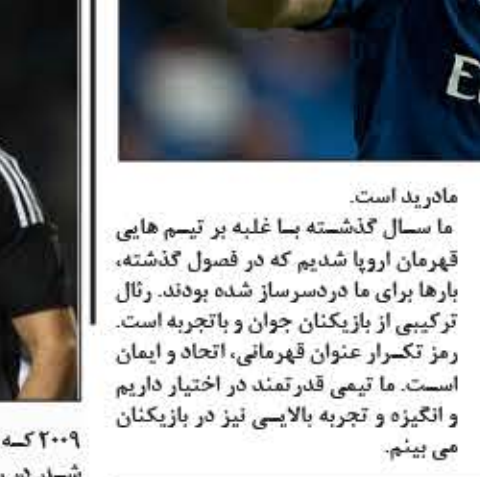 مادرید است.
ما سال گذشته با غلبه بر تیم هایی
قهرمان اروپا شدیم که در فصول گذشته،
بارها برای ما دردسرساز شده بودند. رئال
ترکیبی از بازیکنان جوان و باتجربه است.
رمز تکرار عنوان قهرمانی، اتحاد و ایمان
است. ما تیمی قدرتمند در اختیار داریم
و انگیزه و تجربه بالایی نیز در بازیکنان
می بینم.
۲۰۰۹ که